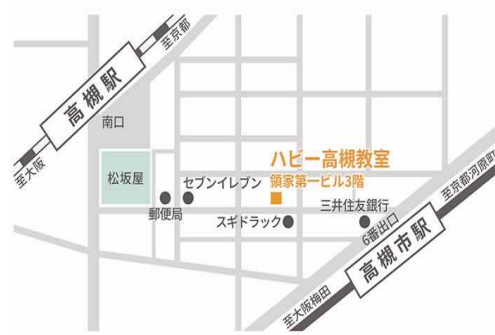 至京都
高槻駅
至大阪
南口
松坂屋
郵便局
セブンイレブン
ハビー高槻教室
領家第一ビル3階
スギドラック
三井住友銀行
6番出口
至京都河原町
高槻市駅
至大阪梅田